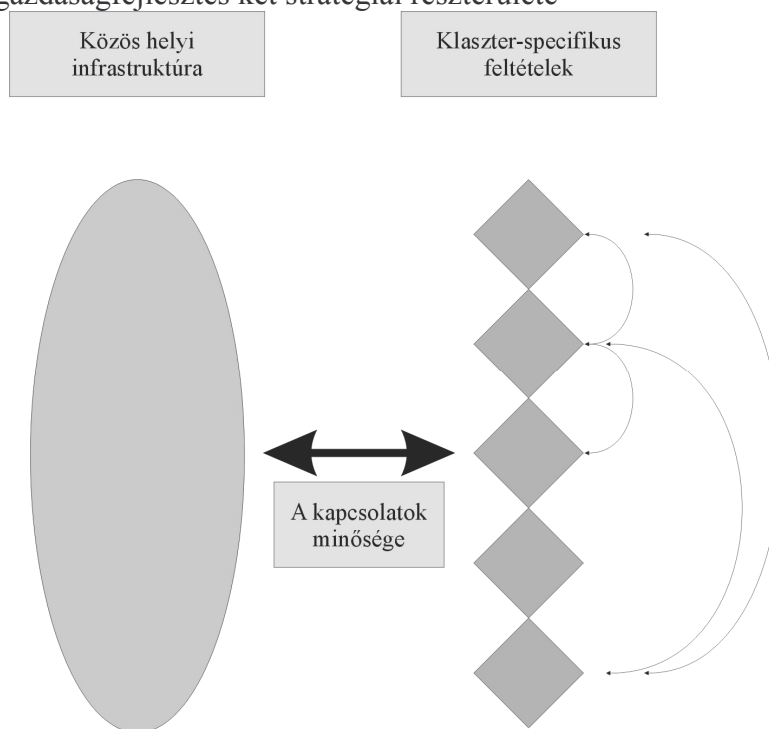 gazdaságfejlesztés két stratégiai részterülete
Közös helyi
infrastruktúra
Klaszter-specifikus
feltételek
A kapcsolatok
minősége